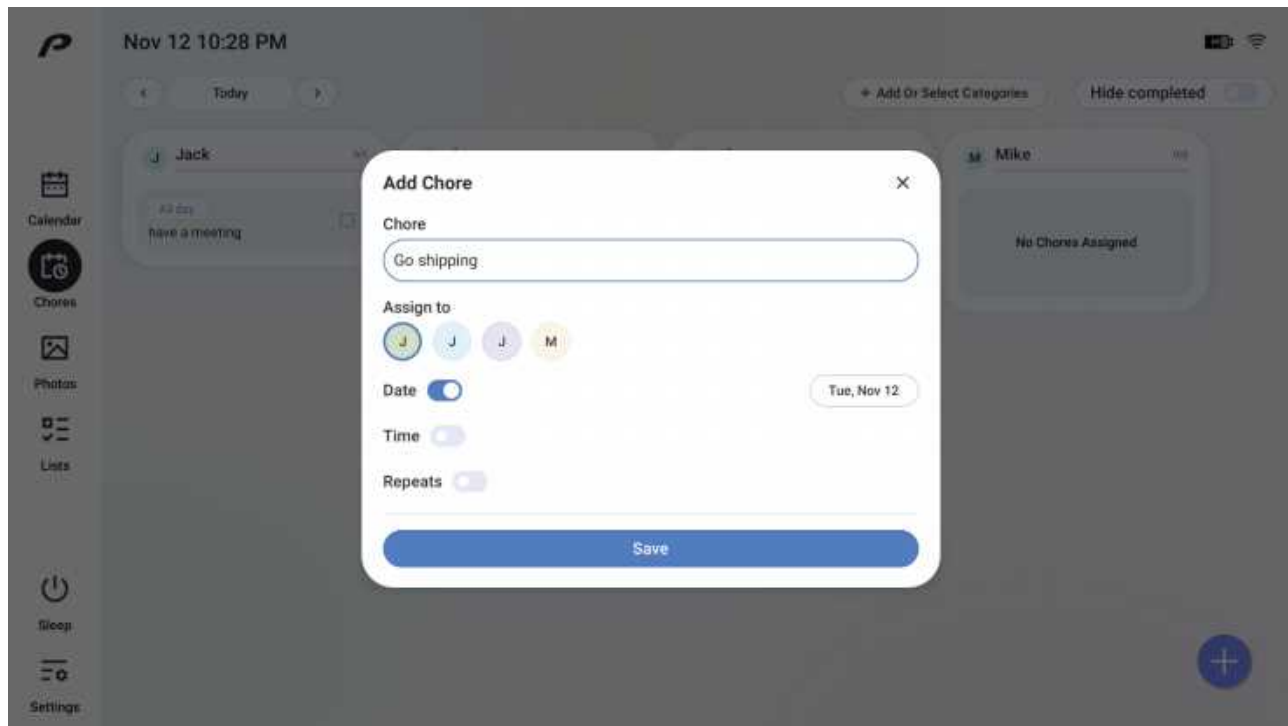 Nov 12 10:28 PM
Today
+ Add Or Select Categories
Hide completed
J Jack
M Mike
All day
have a meeting
No Chores Assigned
Calendar
Chores
Photos
Lists
Sleep
Settings
Add Chore
Chore
Go shipping
Assign to
J J J M
Date
Tue, Nov 12
Time
Repeats
Save